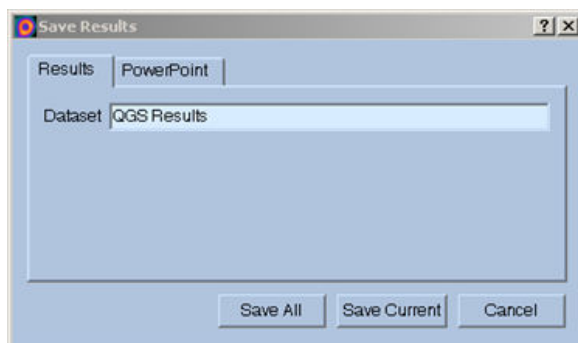 Save Results
Results PowerPoint
Dataset QGS Results
Save All Save Current Cancel